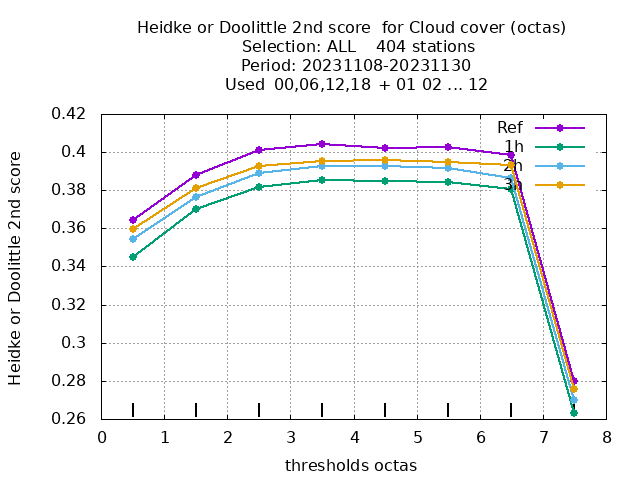 Heidke or Doolittle 2nd score  for Cloud cover (octas)
Selection: ALL    404 stations
Period: 20231108-20231130
Used  00,06,12,18 + 01 02 ... 12
Heidke or Doolittle 2nd score
0.42
0.4
0.38
0.36
0.34
0.32
0.3
0.28
0.26
Ref
1h
2h
3h
0 1 2 3 4 5 6 7 8
thresholds octas